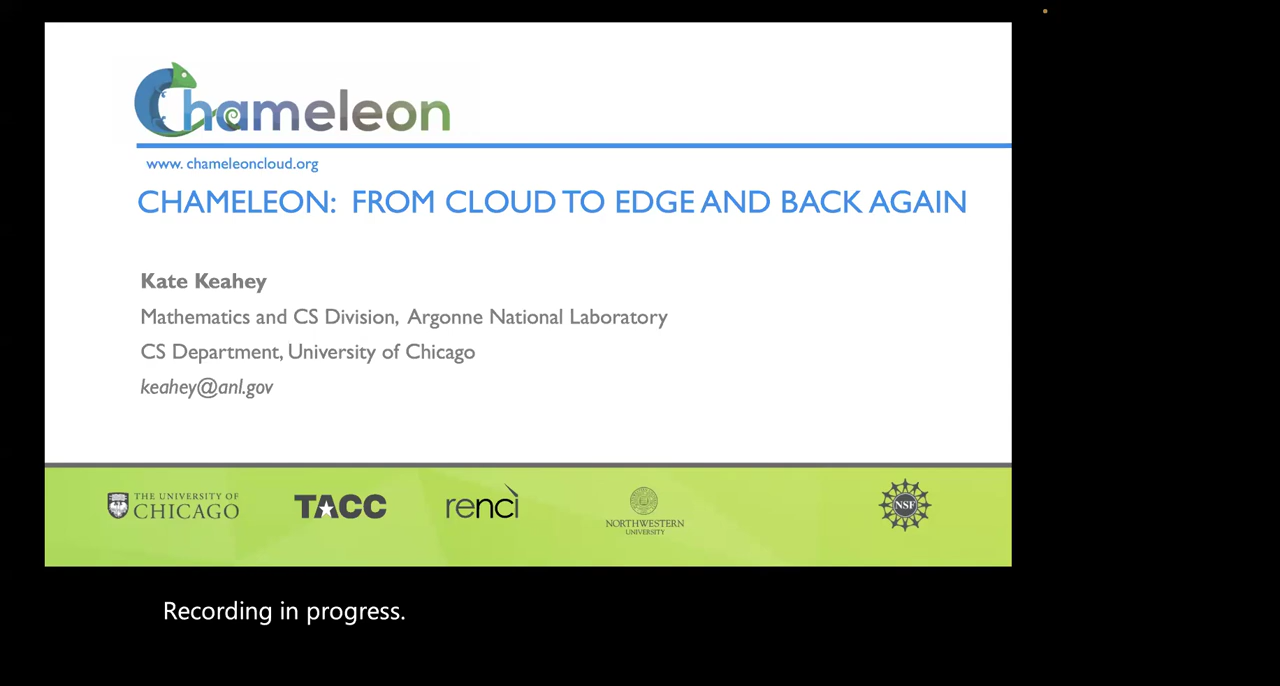 Chameleon
www. chameleoncloud.org
CHAMELEON: FROM CLOUD TO EDGE AND BACK AGAIN
Kate Keahey
Mathematics and CS Division, Argonne National Laboratory
CS Department, University of Chicago
keahey@anl.gov
THE UNIVERSITY OF
CHICAGO
TACC
renci
NORTHWESTERN
UNIVERSITY
NSF
Recording in progress.